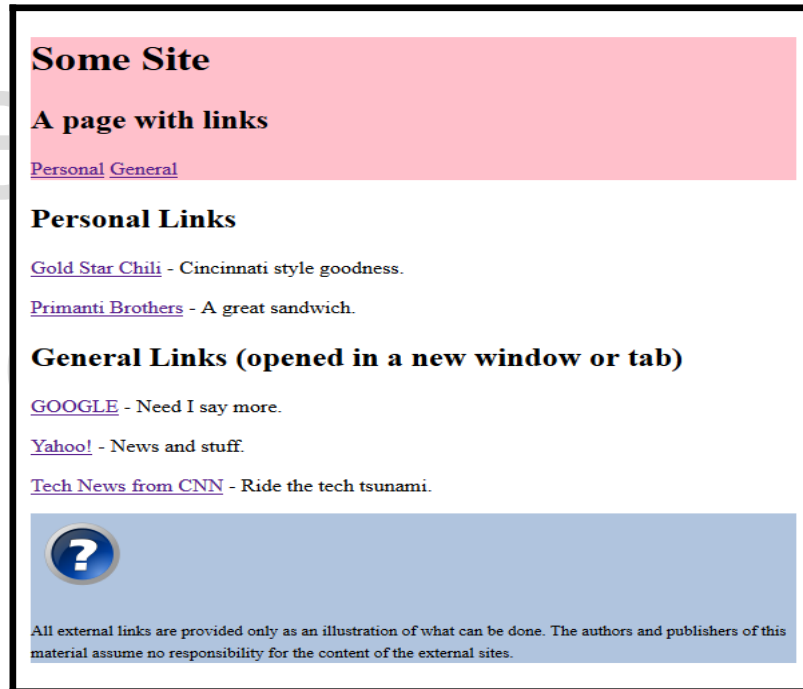 Some Site
A page with links
Personal General
Personal Links
Gold Star Chili - Cincinnati style goodness.
Primanti Brothers - A great sandwich.
General Links (opened in a new window or tab)
GOOGLE - Need I say more.
Yahoo! - News and stuff.
Tech News from CNN - Ride the tech tsunami.
?
All external links are provided only as an illustration of what can be done. The authors and publishers of this
material assume no responsibility for the content of the external sites.